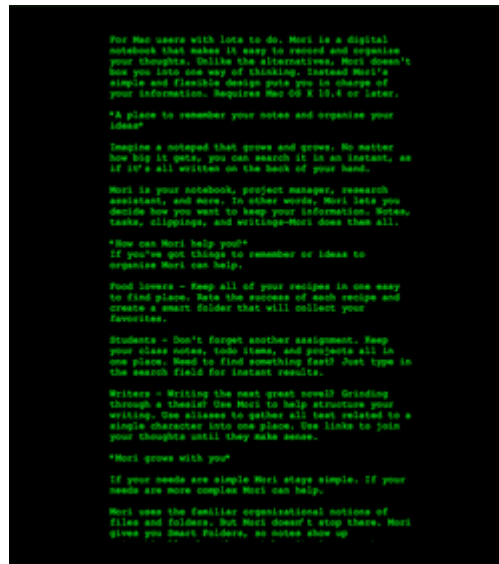 For Mac users with lots to do. Mori is a digital
notebook that makes it easy to record and organise
your thoughts. Unlike the alternatives, Mori doesn't
box you into one way of thinking. Instead Mori's
simple and flexible design puts you in charge of
your information. Requires Mac OS X 10.4 or later.
*A place to remember your notes and organise your
ideas*
Imagine a notepad that grows and grows. No matter
how big it gets, you can search it in an instant, as
if it's all written on the back of your hand.
Mori is your notebook, project manager, research
assistant, and more. In other words, Mori lets you
decide how you want to keep your information. Notes,
tasks, clippings, and writings-Mori does them all.
*How can Mori help you?*
If you've got things to remember or ideas to
organise Mori can help.
Food lovers - Keep all of your recipes in one easy
to find place. Rate the success of each recipe and
create a smart folder that will collect your
favorites.
Students - Don't forget another assignment. Keep
your class notes, todo items, and projects all in
one place. Need to find something fast? Just type in
the search field for instant results.
Writers - Writing the next great novel? Grinding
through a thesis? Use Mori to help structure your
writing. Use aliases to gather all text related to a
single character into one place. Use links to join
your thoughts until they make sense.
*Mori grows with you*
If your needs are simple Mori stays simple. If your
needs are more complex Mori can help.
Mori uses the familiar organizational notions of
files and folders. But Mori doesn't stop there. Mori
gives you Smart Folders, so notes show up